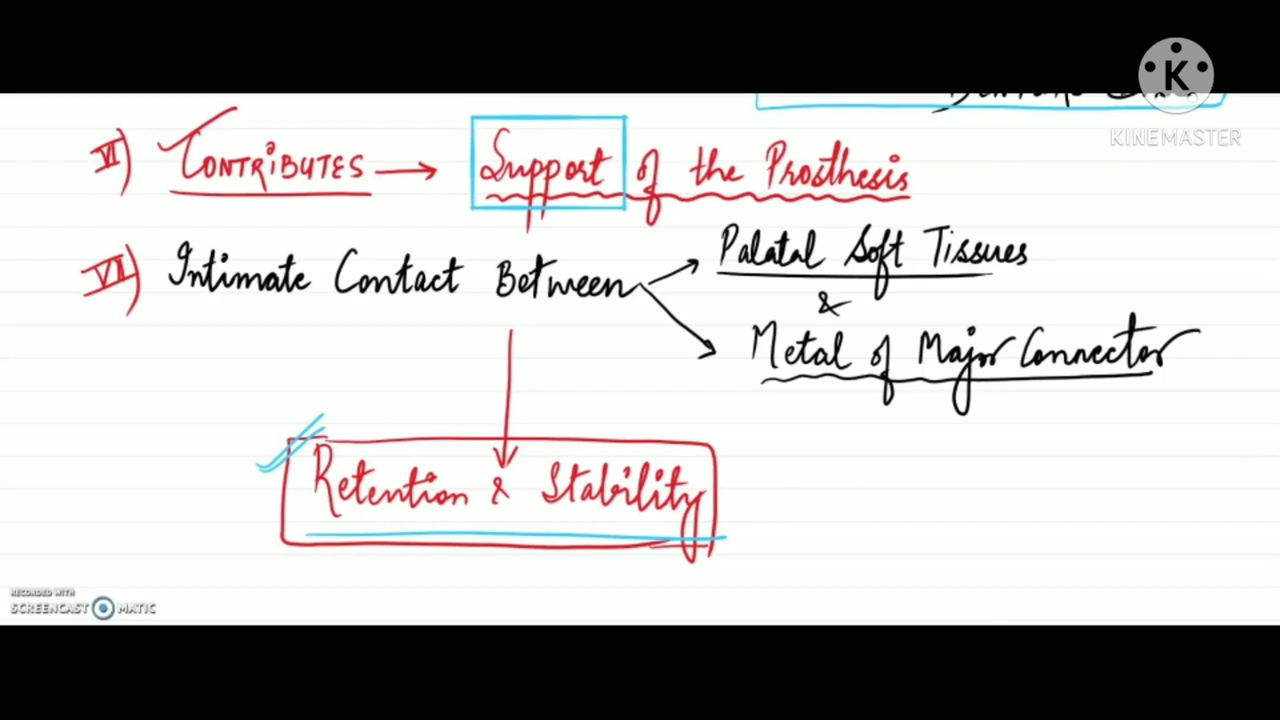 K
KINEMASTER
VI) CONTRIBUTES → Support of the Prosthesis
VII) Intimate Contact Between
Palatal Soft Tissues
&
Metal of Major Connector
Retention & Stability
RECORDED WITH
SCREENCAST MATIC